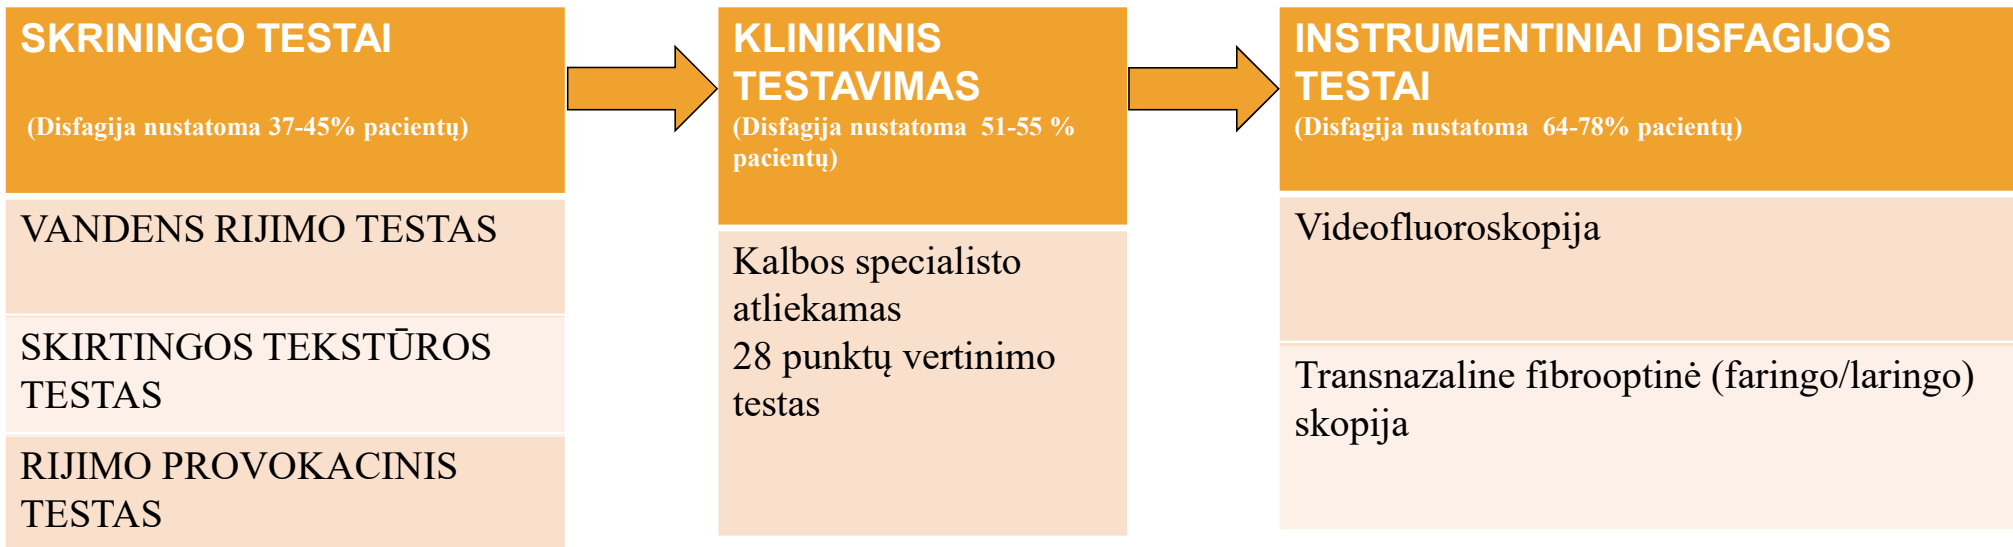 SKRININGO TESTAI
(Disfagija nustatoma 37-45% pacientų)
VANDENS RIJIMO TESTAS
SKIRTINGOS TEKSTŪROS
TESTAS
RIJIMO PROVOKACINIS
TESTAS
KLINIKINIS
TESTAVIMAS
(Disfagija nustatoma 51-55 %
pacientų)
Kalbos specialisto
atliekamas
28 punktų vertinimo
testas
INSTRUMENTINIAI DISFAGIJOS
TESTAI
(Disfagija nustatoma 64-78% pacientų)
Videofluoroskopija
Transnazaline fibrooptinė (faringo/laringo)
skopija